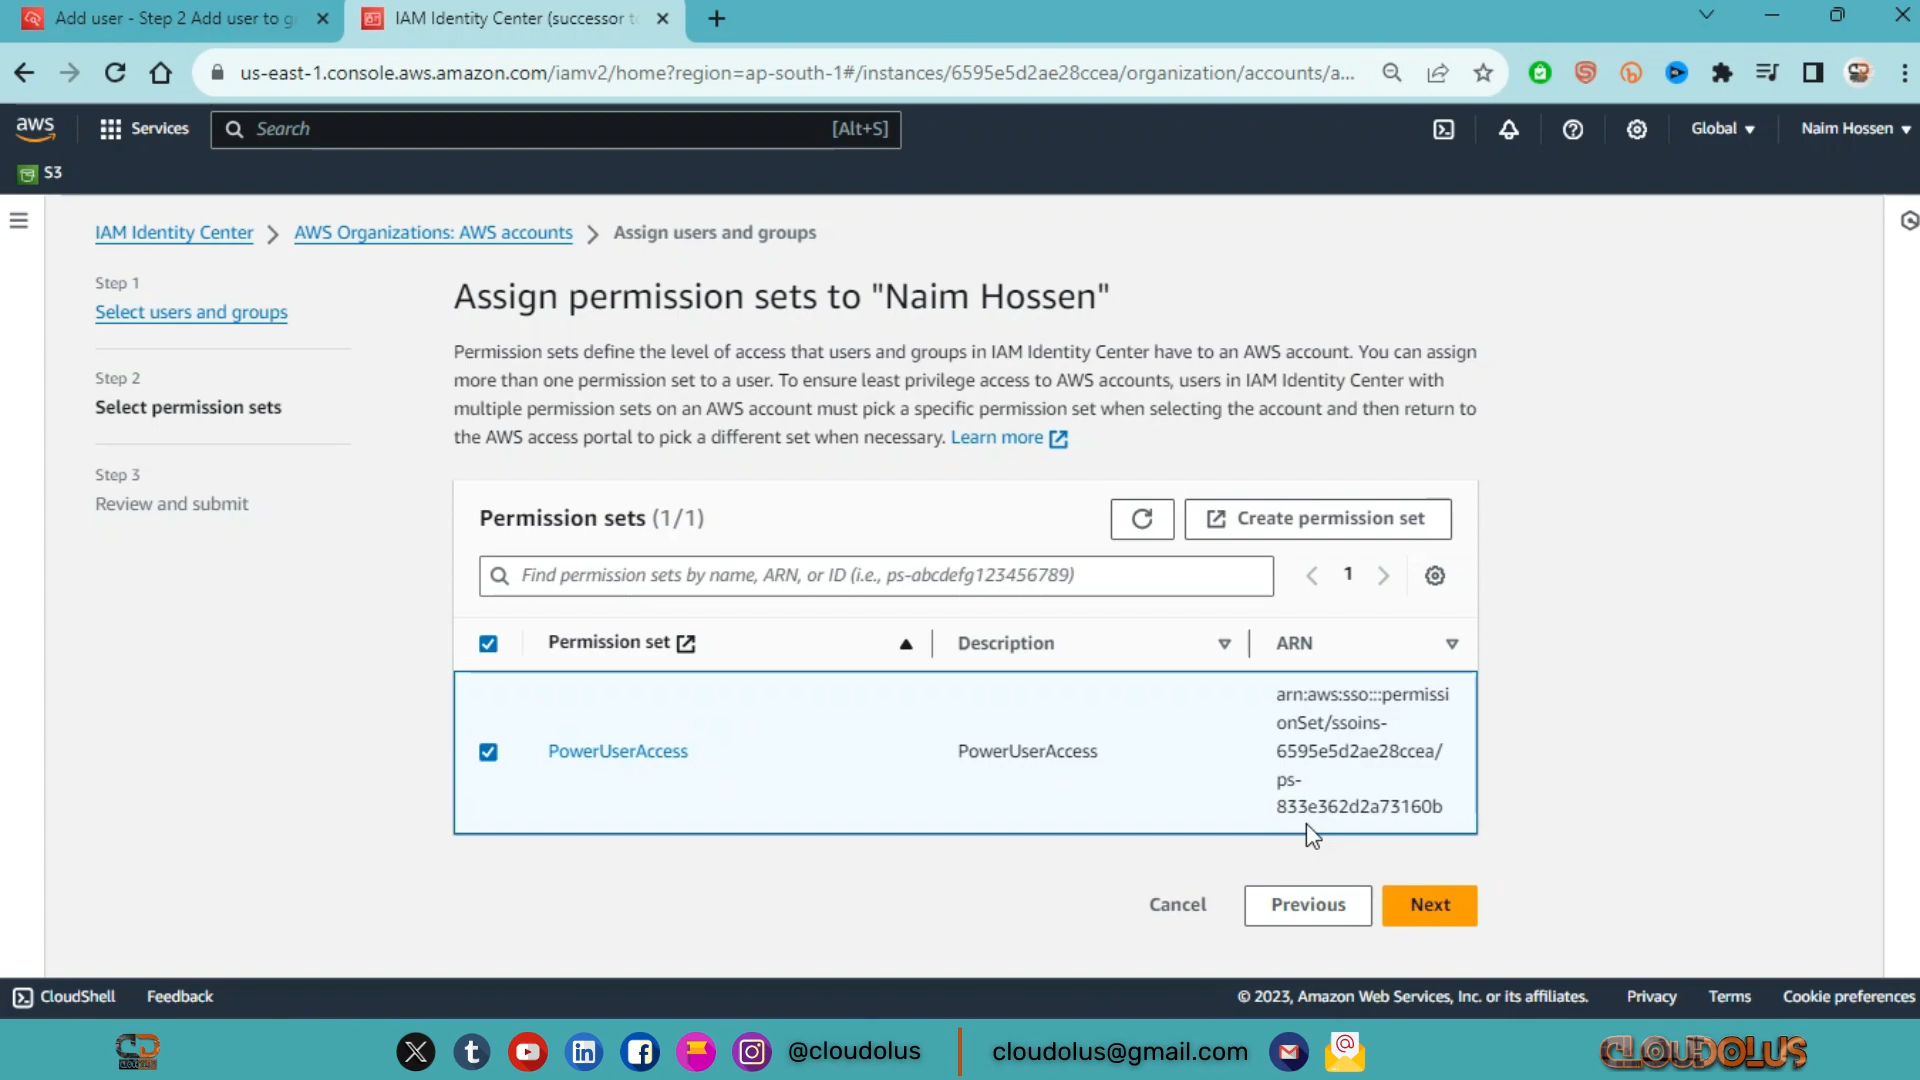 Add user - Step 2 Add user to g
IAM Identity Center (successor to
us-east-1.console.aws.amazon.com/iamv2/home?region=ap-south-1#/instances/6595e5d2ae28ccea/organization/accounts/a...
aws
Services
Search
[Alt+S]
Global
Naim Hossen
S3
IAM Identity Center
AWS Organizations: AWS accounts
Assign users and groups
Step 1
Select users and groups
Step 2
Select permission sets
Step 3
Review and submit
Assign permission sets to "Naim Hossen"
Permission sets define the level of access that users and groups in IAM Identity Center have to an AWS account. You can assign
more than one permission set to a user. To ensure least privilege access to AWS accounts, users in IAM Identity Center with
multiple permission sets on an AWS account must pick a specific permission set when selecting the account and then return to
the AWS access portal to pick a different set when necessary. Learn more
Permission sets (1/1)
Create permission set
Find permission sets by name, ARN, or ID (i.e., ps-abcdefg123456789)
1
Permission set
Description
ARN
PowerUserAccess
PowerUserAccess
arn:aws:sso:::permissi
onSet/ssoins-
6595e5d2ae28ccea/
ps-
833e362d2a73160b
Cancel
Previous
Next
CloudShell
Feedback
© 2023, Amazon Web Services, Inc. or its affiliates.
Privacy
Terms
Cookie preferences
@cloudolus
cloudolus@gmail.com
CLOUDOLUS